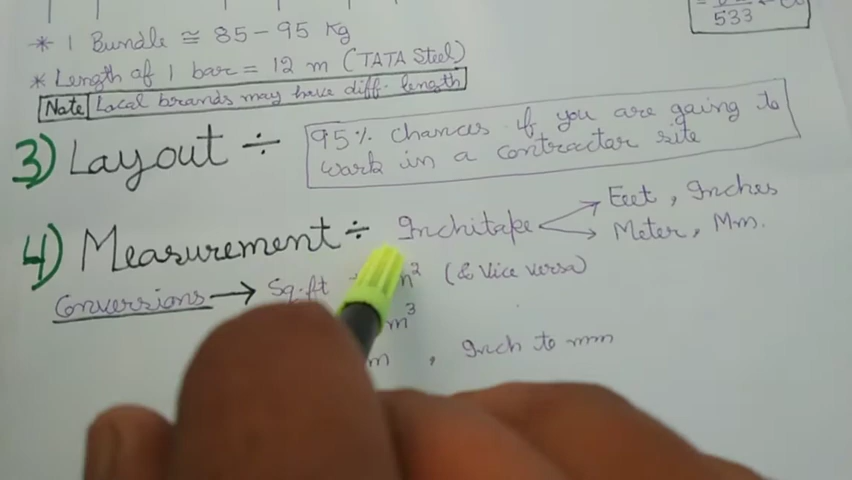 533
* 1 Bundle ≅ 85-95 Kg
* Length of 1 bar = 12 m (TATA Steel)
Note Local brands may have diff. length
3) Layout ÷ 95% chances if you are going to
work in a contractor site
4) Measurement ÷ Inchitape Feet, Inches
Meter, Mm.
Conversions → Sq.ft m² (& Vice versa)
m³
m , Inch to mm